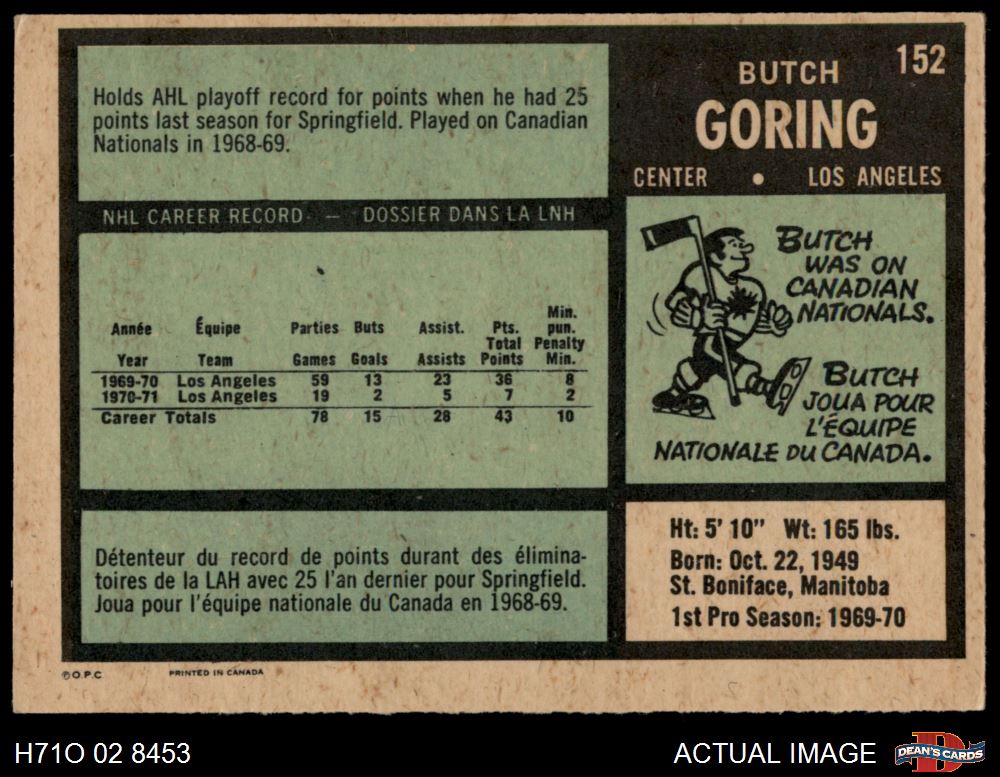 152
BUTCH
GORING
CENTER • LOS ANGELES
Holds AHL playoff record for points when he had 25
points last season for Springfield. Played on Canadian
Nationals in 1968-69.
NHL CAREER RECORD — DOSSIER DANS LA LNH
Année Équipe Parties Buts Assist. Pts. Total Min. pun.
Year Team Games Goals Assists Points Penalty Min.
1969-70 Los Angeles 59 13 23 36 8
1970-71 Los Angeles 19 2 5 7 2
Career Totals 78 15 28 43 10
Détenteur du record de points durant des élimina-
toires de la LAH avec 25 l'an dernier pour Springfield.
Joua pour l'équipe nationale du Canada en 1968-69.
BUTCH
WAS ON
CANADIAN
NATIONALS.
BUTCH
JOUA POUR
L'ÉQUIPE
NATIONALE DU CANADA.
Ht: 5' 10" Wt: 165 lbs.
Born: Oct. 22, 1949
St. Boniface, Manitoba
1st Pro Season: 1969-70
©O.P.C PRINTED IN CANADA
H71O 02 8453 ACTUAL IMAGE
D
DEAN'S CARDS